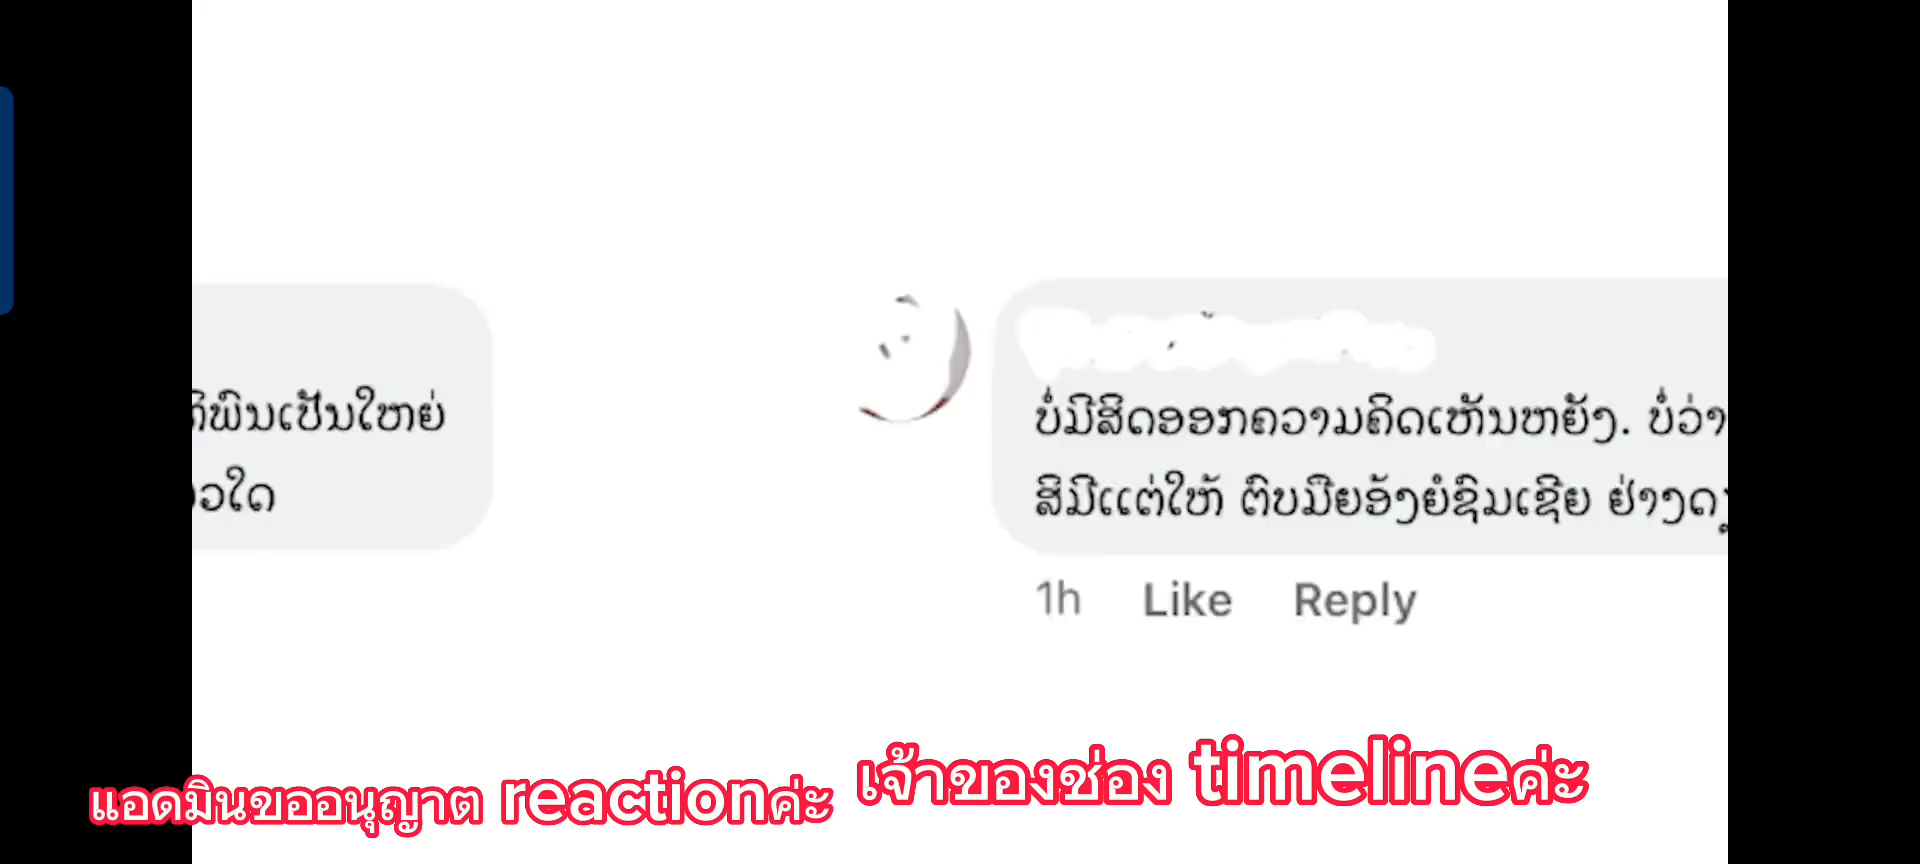 ພົນເປັນໃຫຍ່
ໃດ
ບໍ່ມີສິດອອກຄວາມຄິດເຫັນຫຍັງ. ບໍ່ວ່າ
ສິມີແຕ່ໃຫ້ ຕົບມືຍອ້ງຍໍຊົມເຊີຍ ຢ່າງ
1h Like Reply
แอดมินขออนุญาต reactionค่ะ
เจ้าของช่อง timelineค่ะ